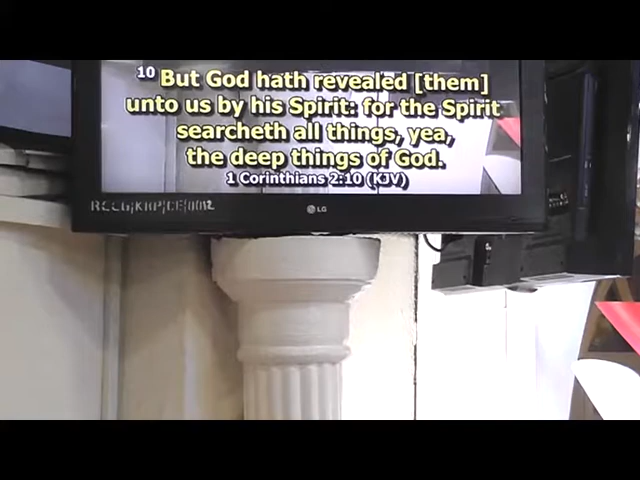 10 But God hath revealed [them]
unto us by his Spirit: for the Spirit
searcheth all things, yea,
the deep things of God.
1 Corinthians 2:10 (KJV)
LG